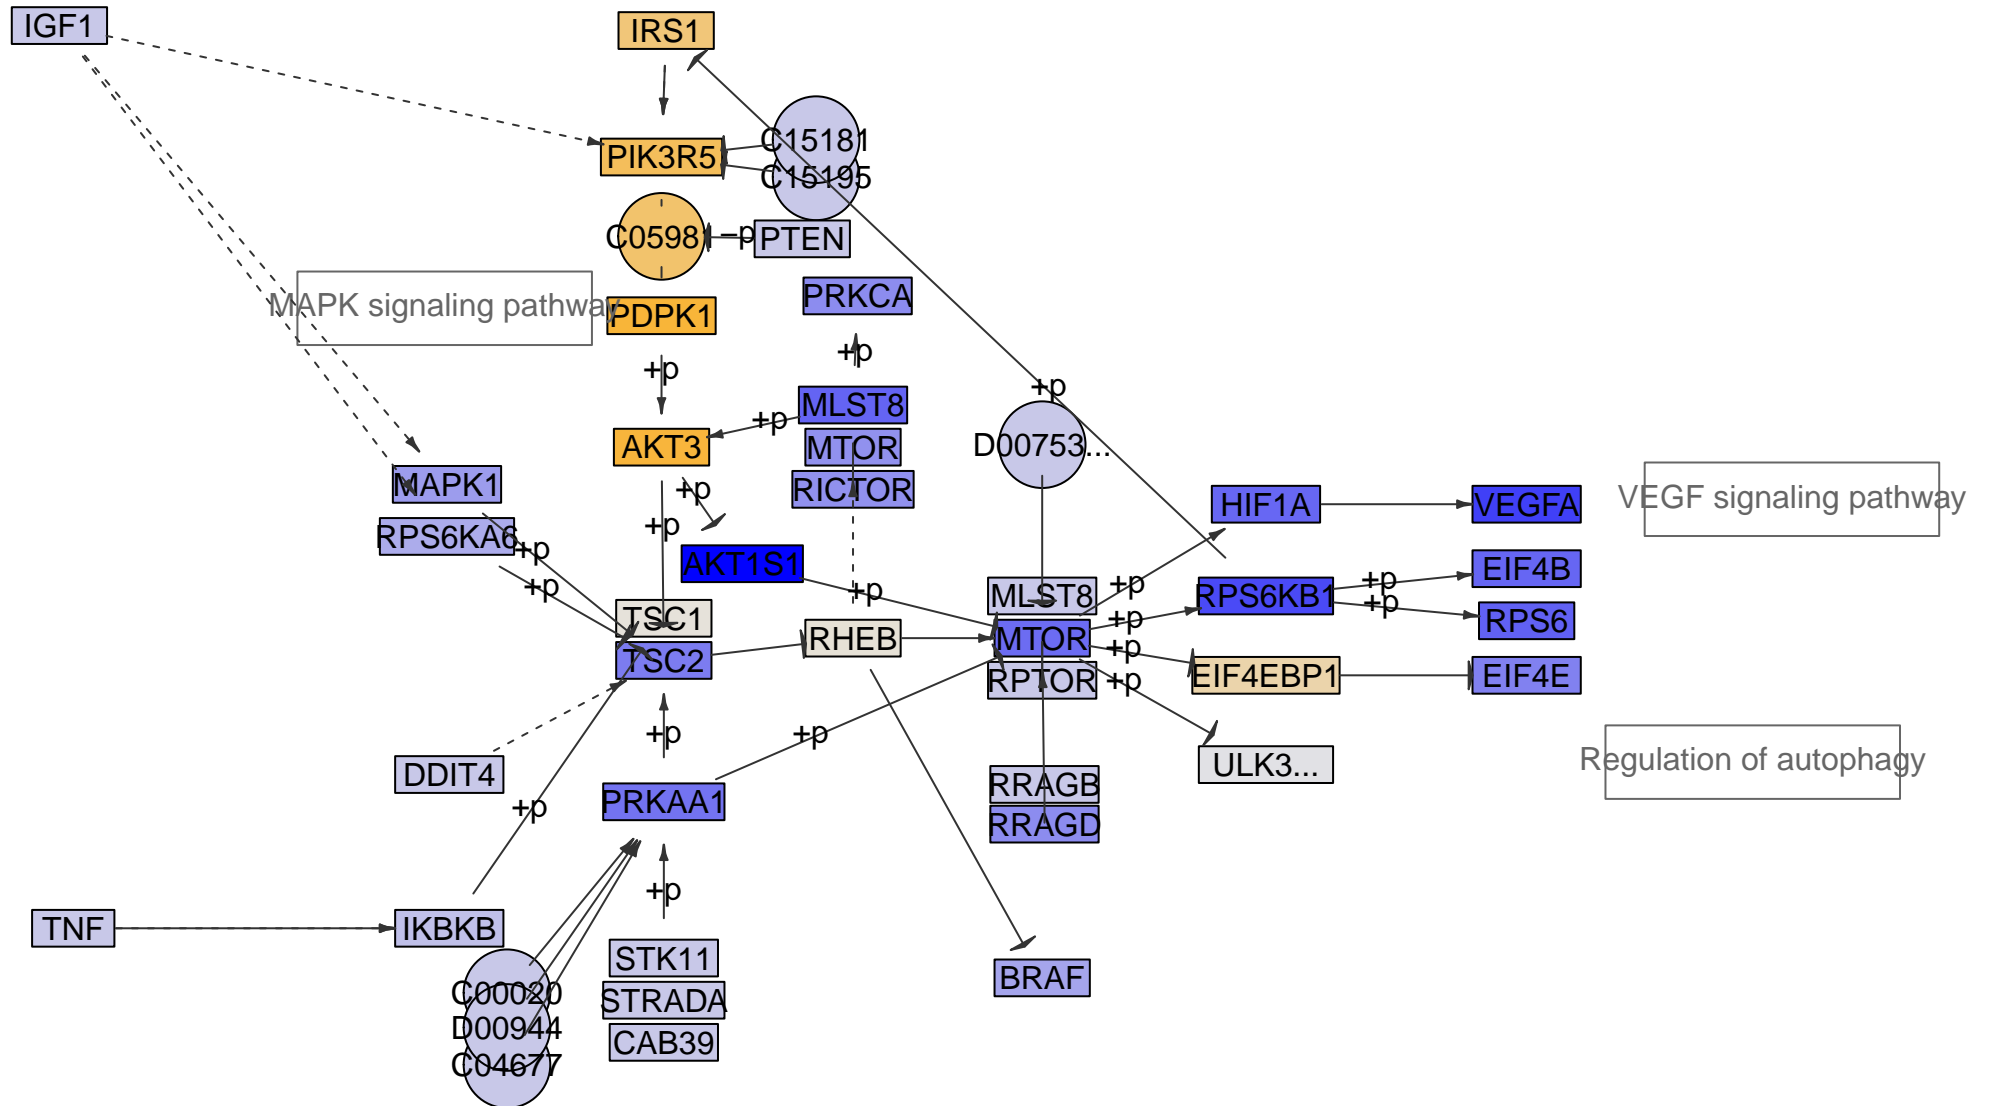 IGF1
IRS1
C15181
PIK3R5
C15195
C0598
-p
PTEN
PRKCA
MAPK signaling pathway
PDPK1
+p
+p
+p
MLST8
+p
AKT3
MTOR
D00753...
MAPK1
+p
RICTOR
HIF1A
VEGFA
VEGF signaling pathway
RPS6KA6
+p
+p
AKT1S1
EIF4B
+p
+p
+p
+p
MLST8
RPS6KB1
+p
TSC1
+p
RPS6
RHEB
MTOR
+p
TSC2
RPTOR
+p
EIF4EBP1
EIF4E
+p
+p
DDIT4
ULK3...
Regulation of autophagy
RRAGB
PRKAA1
+p
RRAGD
+p
TNF
IKBKB
STK11
BRAF
C00020
STRADA
D00944
CAB39
C04677